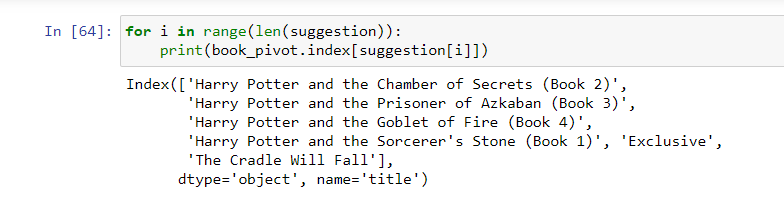 In [64]: for i in range(len(suggestion)):
    print(book_pivot.index[suggestion[i]])
Index(['Harry Potter and the Chamber of Secrets (Book 2)',
       'Harry Potter and the Prisoner of Azkaban (Book 3)',
       'Harry Potter and the Goblet of Fire (Book 4)',
       'Harry Potter and the Sorcerer's Stone (Book 1)', 'Exclusive',
       'The Cradle Will Fall'],
      dtype='object', name='title')